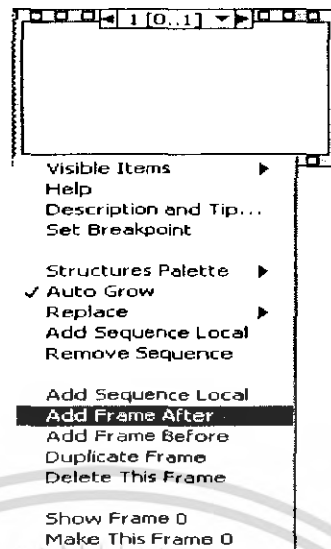 1 [0..1]
Visible Items
Help
Description and Tip...
Set Breakpoint
Structures Palette
✓ Auto Grow
Replace
Add Sequence Local
Remove Sequence
Add Sequence Local
Add Frame After
Add Frame Before
Duplicate Frame
Delete This Frame
Show Frame 0
Make This Frame 0